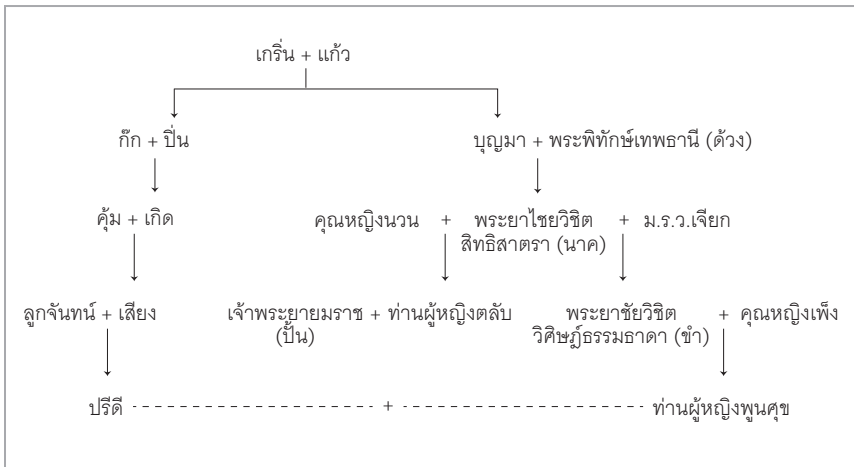 เกริ่น + แก้ว
ก๊ก + ปิ่น
บุญมา + พระพิทักษ์เทพธานี (ด้วง)
คุ้ม + เกิด
คุณหญิงนวน + พระยาไชยวิชิต + ม.ร.ว.เจียก
สิทธิสาตรา (นาค)
ลูกจันทน์ + เสียง
เจ้าพระยายมราช + ท่านผู้หญิงตลับ
(ปั้น)
พระยาชัยวิชิต + คุณหญิงเพ็ง
วิศิษฎ์ธรรมธาดา (ขำ)
ปรีดี + ท่านผู้หญิงพูนศุข